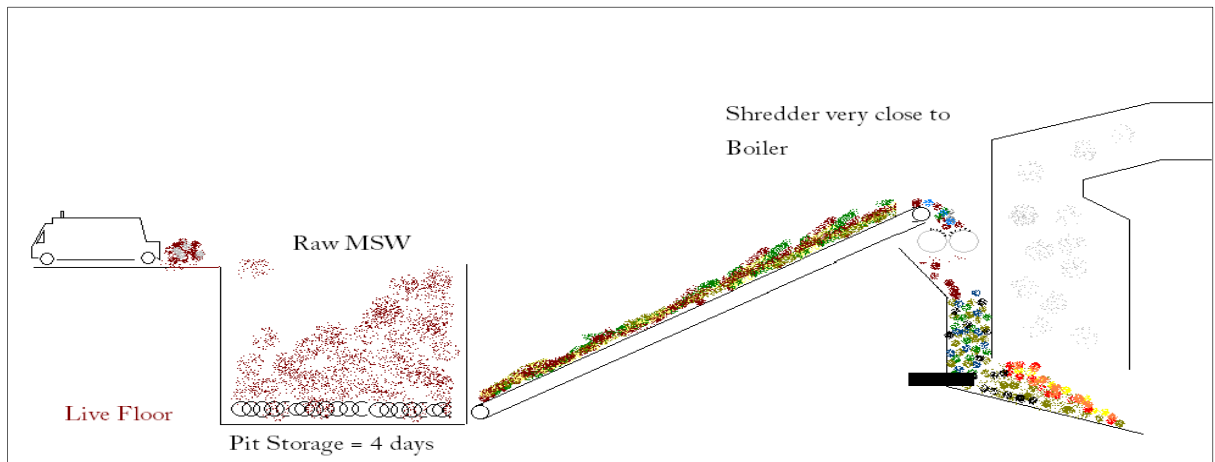 Shredder very close to
Boiler
Raw MSW
Live Floor
Pit Storage = 4 days